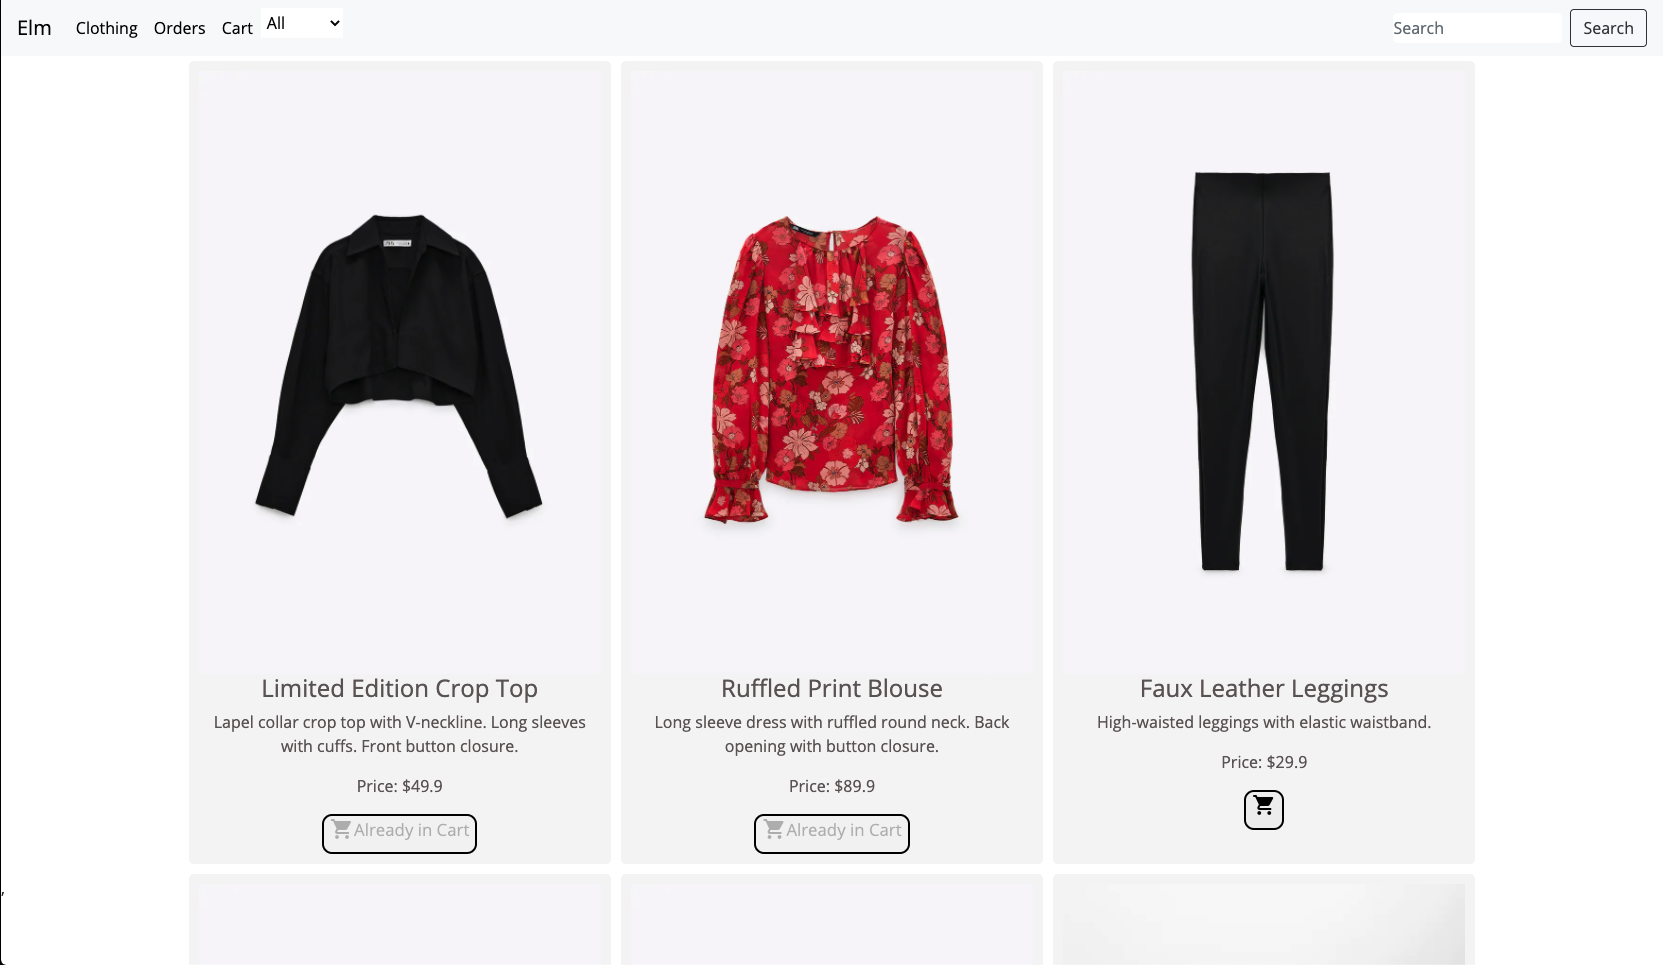 Elm
Clothing
Orders
Cart
All
Search
Search
Limited Edition Crop Top
Lapel collar crop top with V-neckline. Long sleeves
with cuffs. Front button closure.
Price: $49.9
Already in Cart
Ruffled Print Blouse
Long sleeve dress with ruffled round neck. Back
opening with button closure.
Price: $89.9
Already in Cart
Faux Leather Leggings
High-waisted leggings with elastic waistband.
Price: $29.9
,